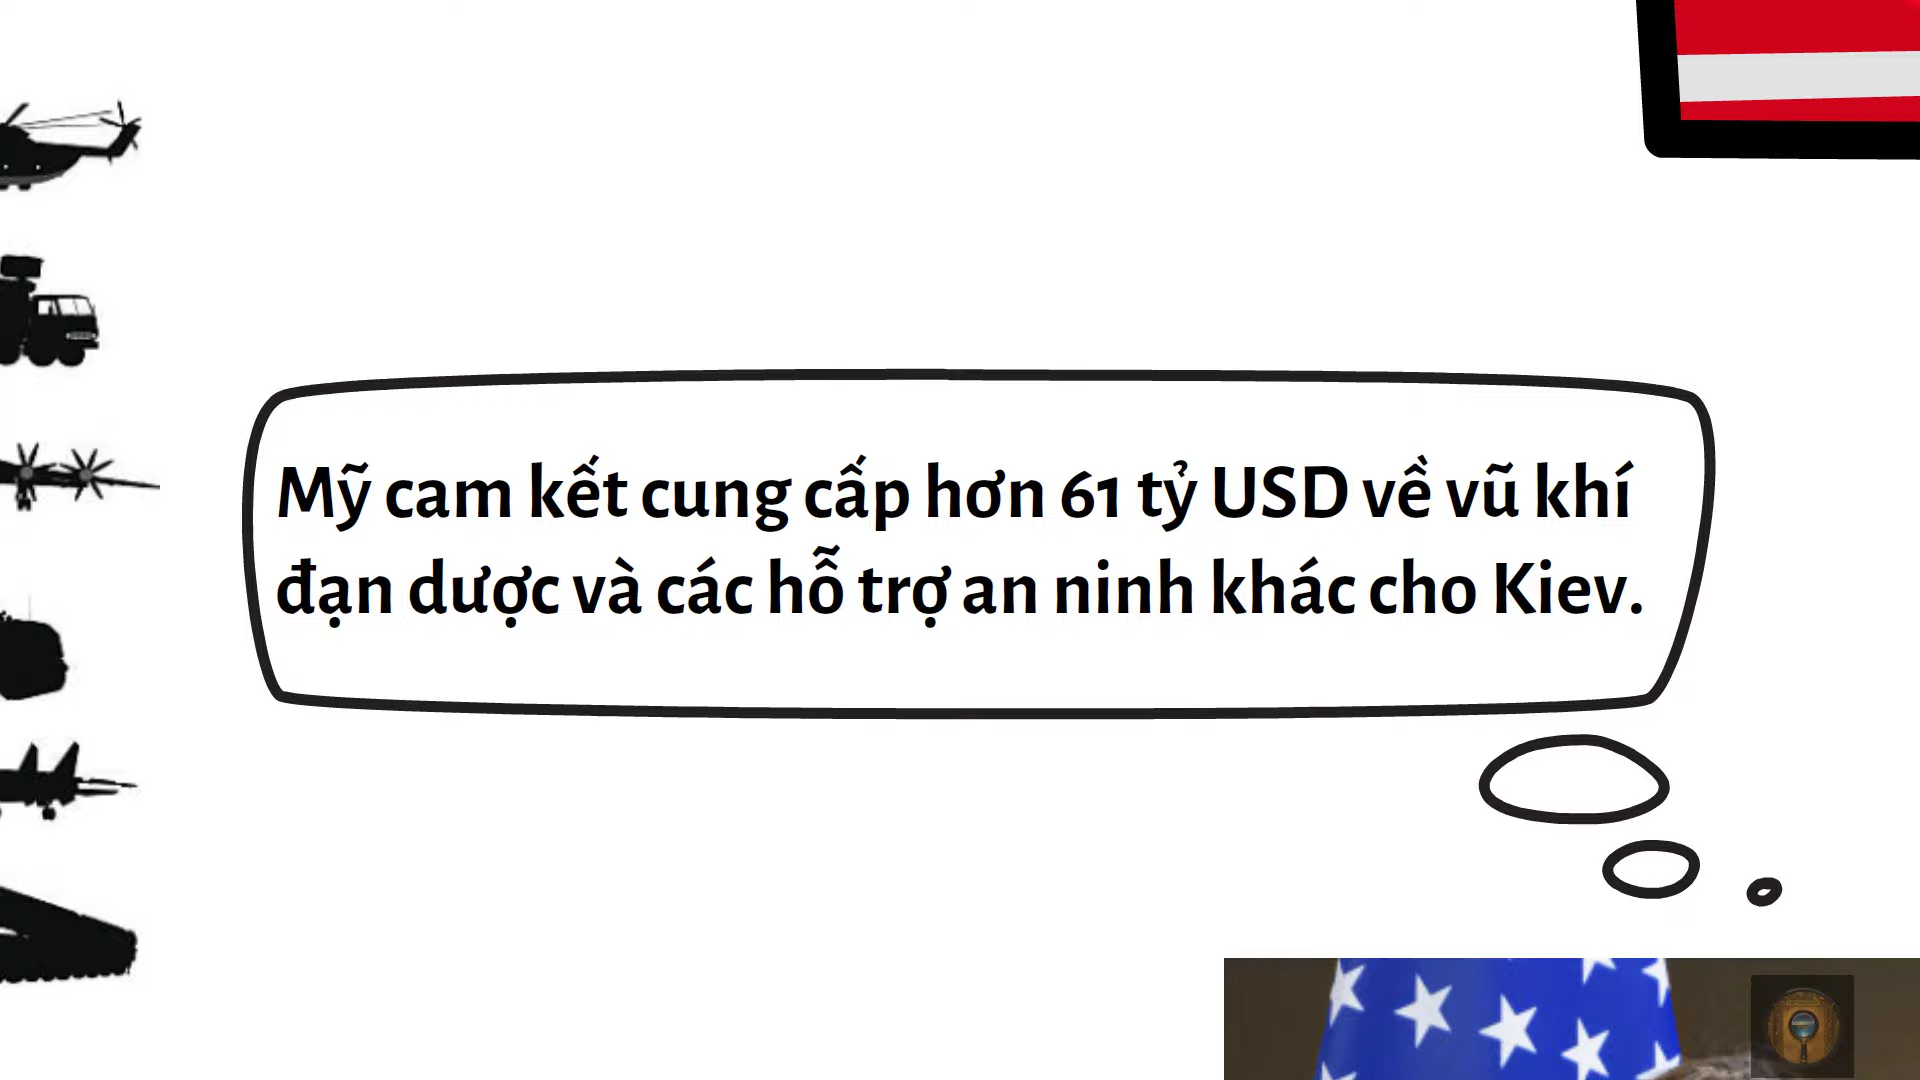 Mỹ cam kết cung cấp hơn 61 tỷ USD về vũ khí
đạn dược và các hỗ trợ an ninh khác cho Kiev.